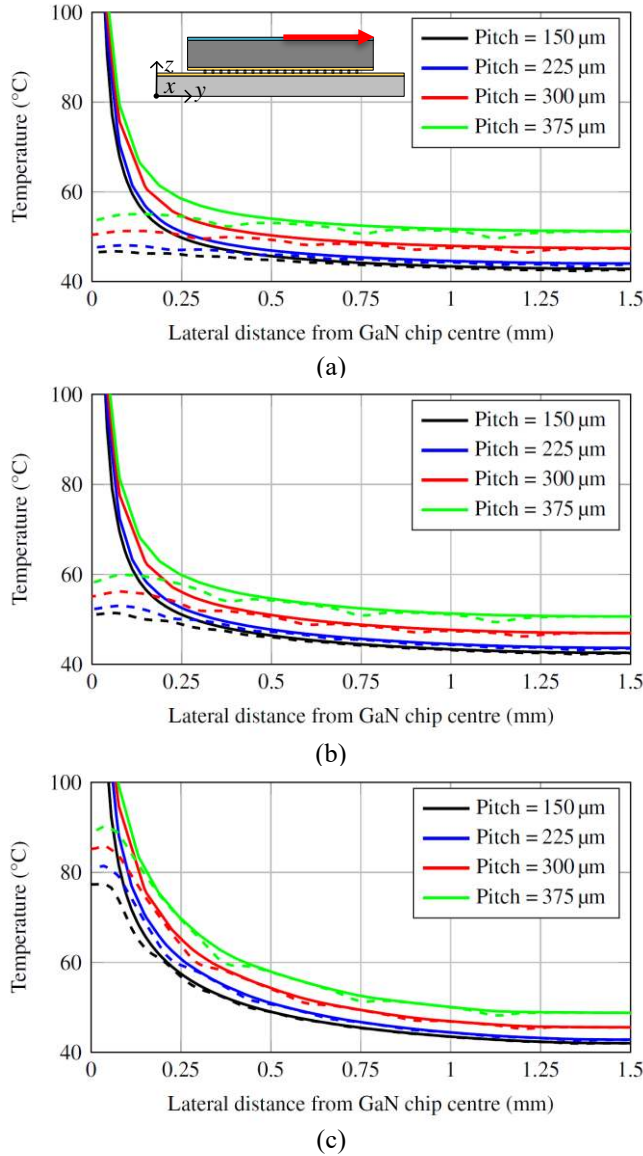 100
80
60
40
Temperature (°C)
z
x
y
Pitch = 150 µm
Pitch = 225 µm
Pitch = 300 µm
Pitch = 375 µm
0 0.25 0.5 0.75 1 1.25 1.5
Lateral distance from GaN chip centre (mm)
(a)
100
80
60
40
Temperature (°C)
Pitch = 150 µm
Pitch = 225 µm
Pitch = 300 µm
Pitch = 375 µm
0 0.25 0.5 0.75 1 1.25 1.5
Lateral distance from GaN chip centre (mm)
(b)
100
80
60
40
Temperature (°C)
Pitch = 150 µm
Pitch = 225 µm
Pitch = 300 µm
Pitch = 375 µm
0 0.25 0.5 0.75 1 1.25 1.5
Lateral distance from GaN chip centre (mm)
(c)